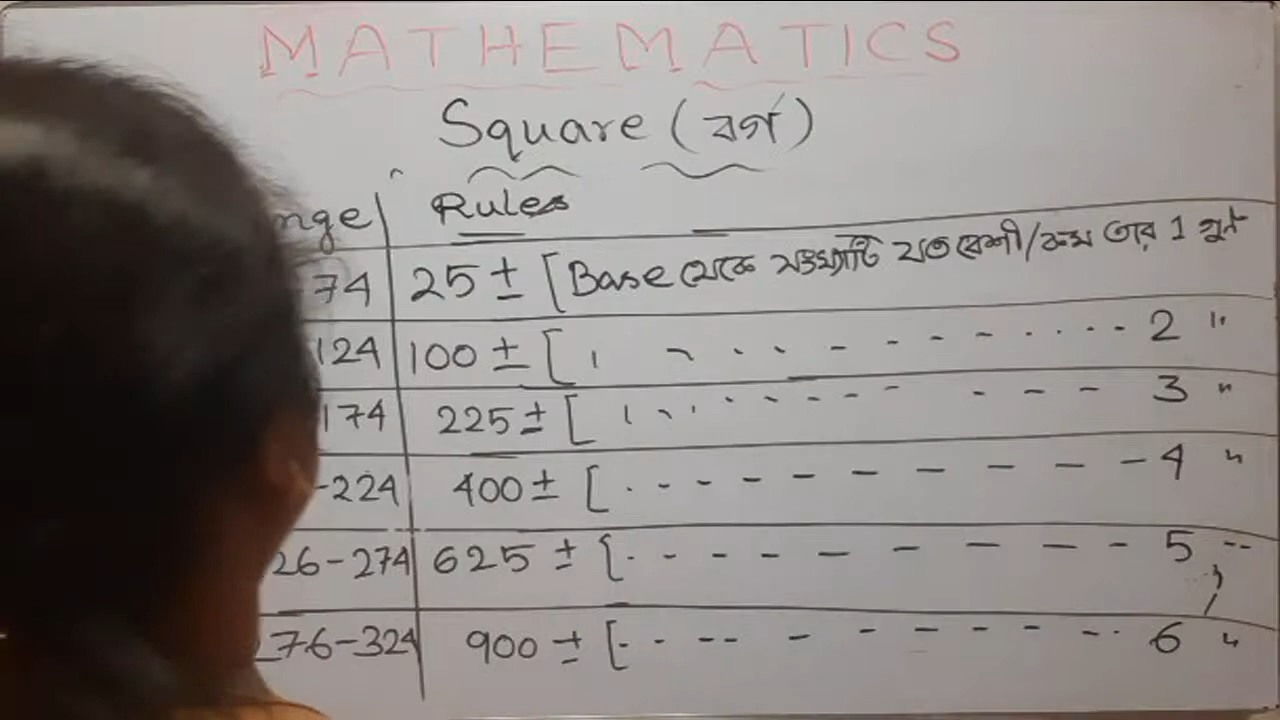 MATHEMATICS
Square (বর্গ)
nge Rules
74 25 ± [Base থেকে সংখ্যাটি যত বেশী/কম তার 1 গুন
124 100 ± [ 2 "
174 225 ± [ 3 "
-224 400 ± [ 4 "
26-274 625 ± [ 5 "
276-324 900 ± [ 6 "